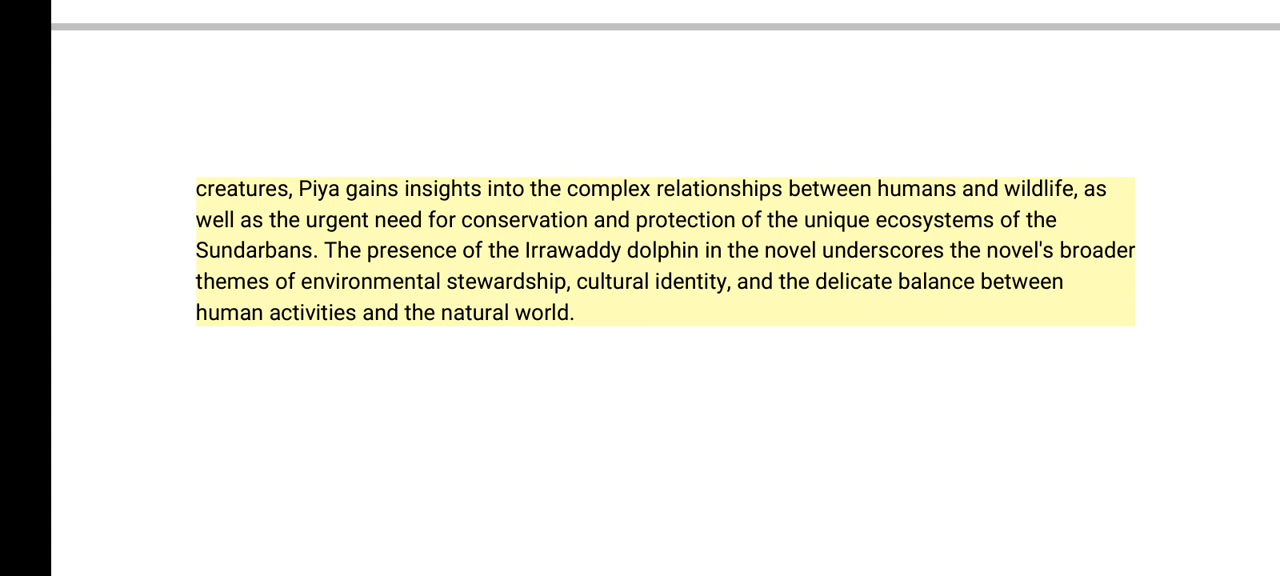 creatures, Piya gains insights into the complex relationships between humans and wildlife, as
well as the urgent need for conservation and protection of the unique ecosystems of the
Sundarbans. The presence of the Irrawaddy dolphin in the novel underscores the novel's broader
themes of environmental stewardship, cultural identity, and the delicate balance between
human activities and the natural world.